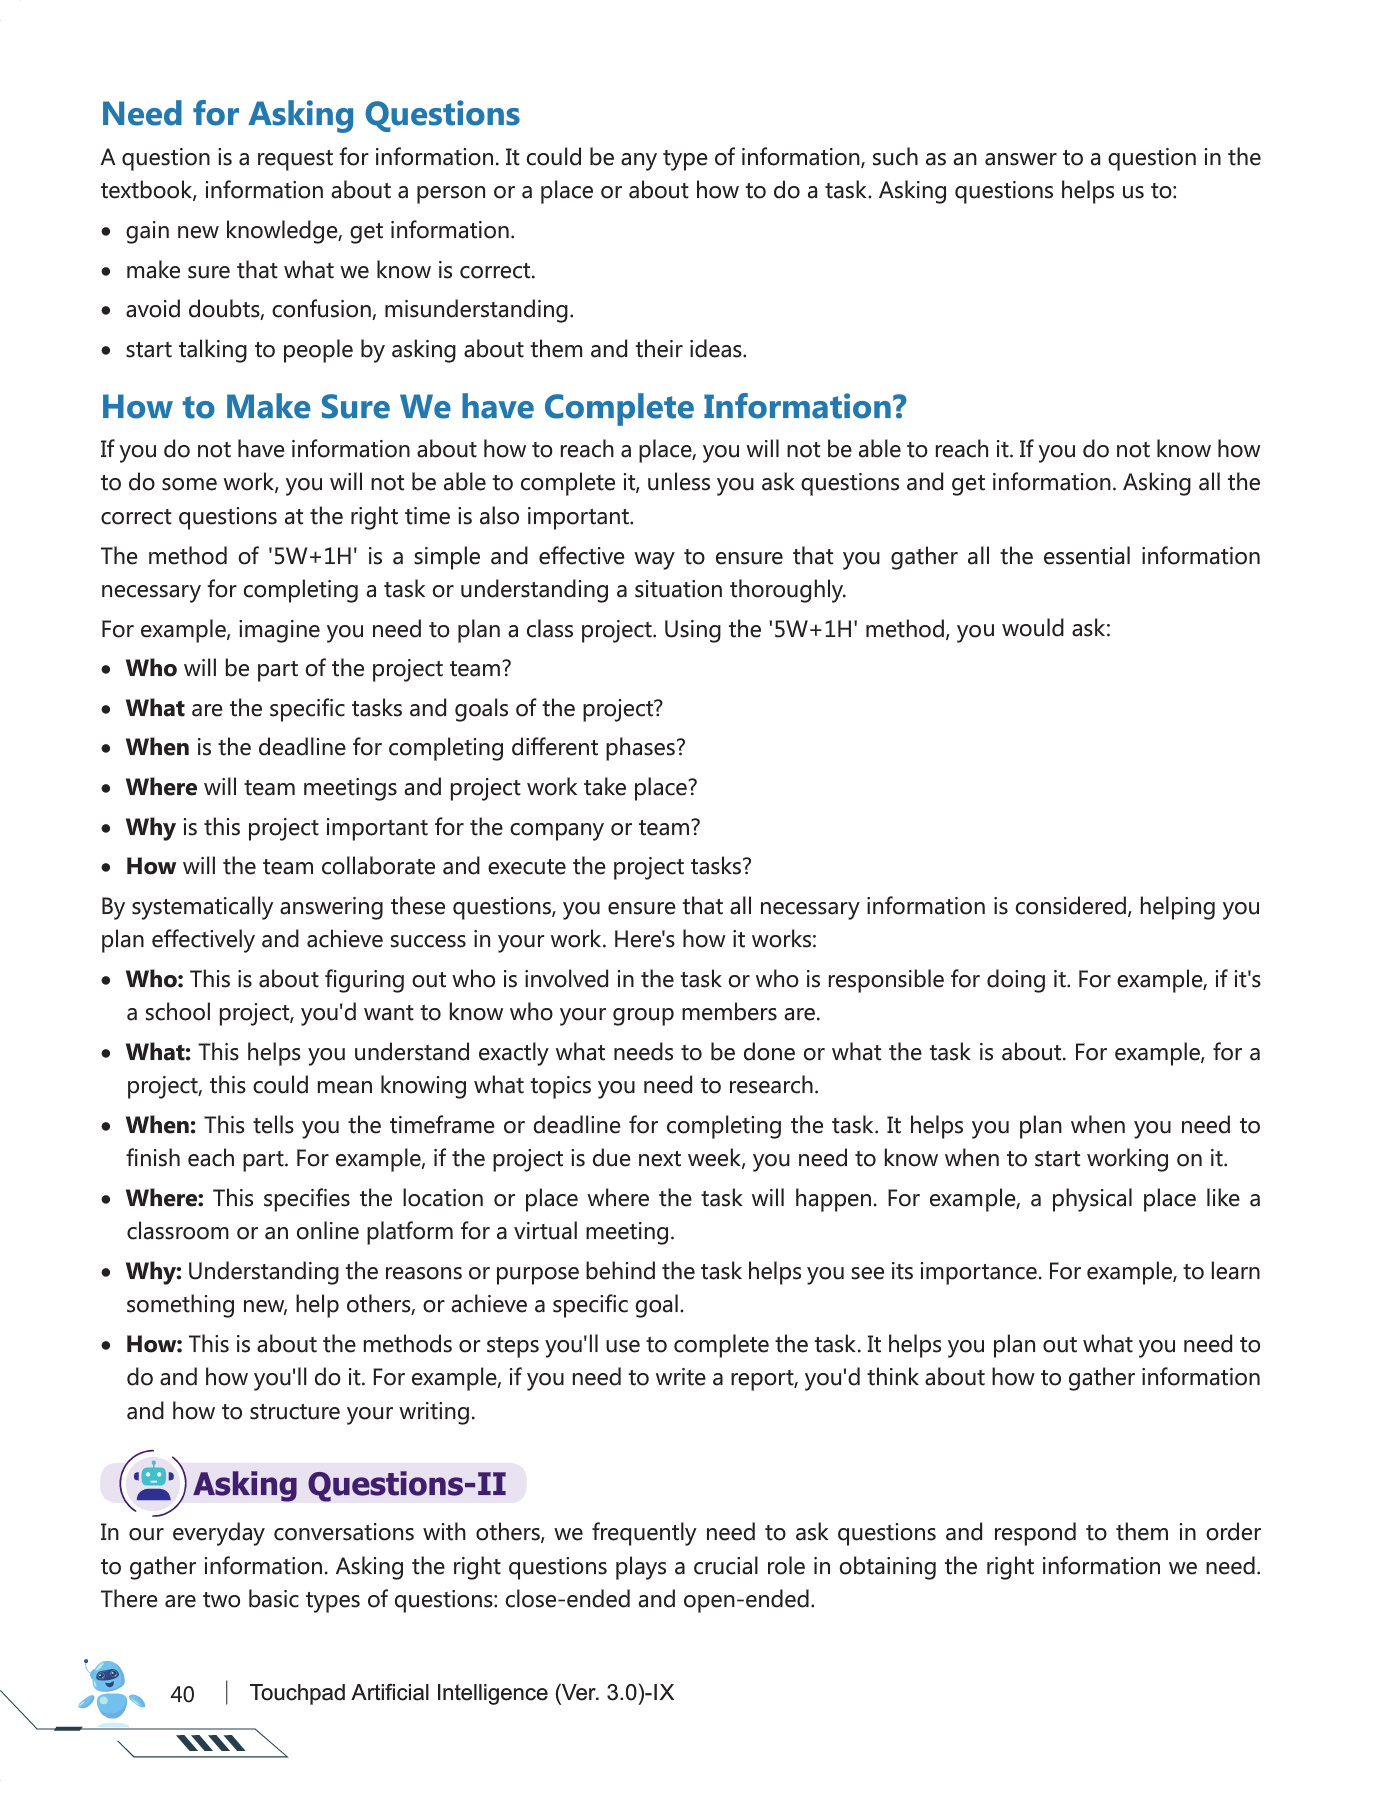 Need for Asking Questions
A question is a request for information. It could be any type of information, such as an answer to a question in the
textbook, information about a person or a place or about how to do a task. Asking questions helps us to:
• gain new knowledge, get information.
• make sure that what we know is correct.
• avoid doubts, confusion, misunderstanding.
• start talking to people by asking about them and their ideas.
How to Make Sure We have Complete Information?
If you do not have information about how to reach a place, you will not be able to reach it. If you do not know how
to do some work, you will not be able to complete it, unless you ask questions and get information. Asking all the
correct questions at the right time is also important.
The method of '5W+1H' is a simple and effective way to ensure that you gather all the essential information
necessary for completing a task or understanding a situation thoroughly.
For example, imagine you need to plan a class project. Using the '5W+1H' method, you would ask:
• Who will be part of the project team?
• What are the specific tasks and goals of the project?
• When is the deadline for completing different phases?
• Where will team meetings and project work take place?
• Why is this project important for the company or team?
• How will the team collaborate and execute the project tasks?
By systematically answering these questions, you ensure that all necessary information is considered, helping you
plan effectively and achieve success in your work. Here's how it works:
• Who: This is about figuring out who is involved in the task or who is responsible for doing it. For example, if it's
a school project, you'd want to know who your group members are.
• What: This helps you understand exactly what needs to be done or what the task is about. For example, for a
project, this could mean knowing what topics you need to research.
• When: This tells you the timeframe or deadline for completing the task. It helps you plan when you need to
finish each part. For example, if the project is due next week, you need to know when to start working on it.
• Where: This specifies the location or place where the task will happen. For example, a physical place like a
classroom or an online platform for a virtual meeting.
• Why: Understanding the reasons or purpose behind the task helps you see its importance. For example, to learn
something new, help others, or achieve a specific goal.
• How: This is about the methods or steps you'll use to complete the task. It helps you plan out what you need to
do and how you'll do it. For example, if you need to write a report, you'd think about how to gather information
and how to structure your writing.
Asking Questions-II
In our everyday conversations with others, we frequently need to ask questions and respond to them in order
to gather information. Asking the right questions plays a crucial role in obtaining the right information we need.
There are two basic types of questions: close-ended and open-ended.
40 | Touchpad Artificial Intelligence (Ver. 3.0)-IX